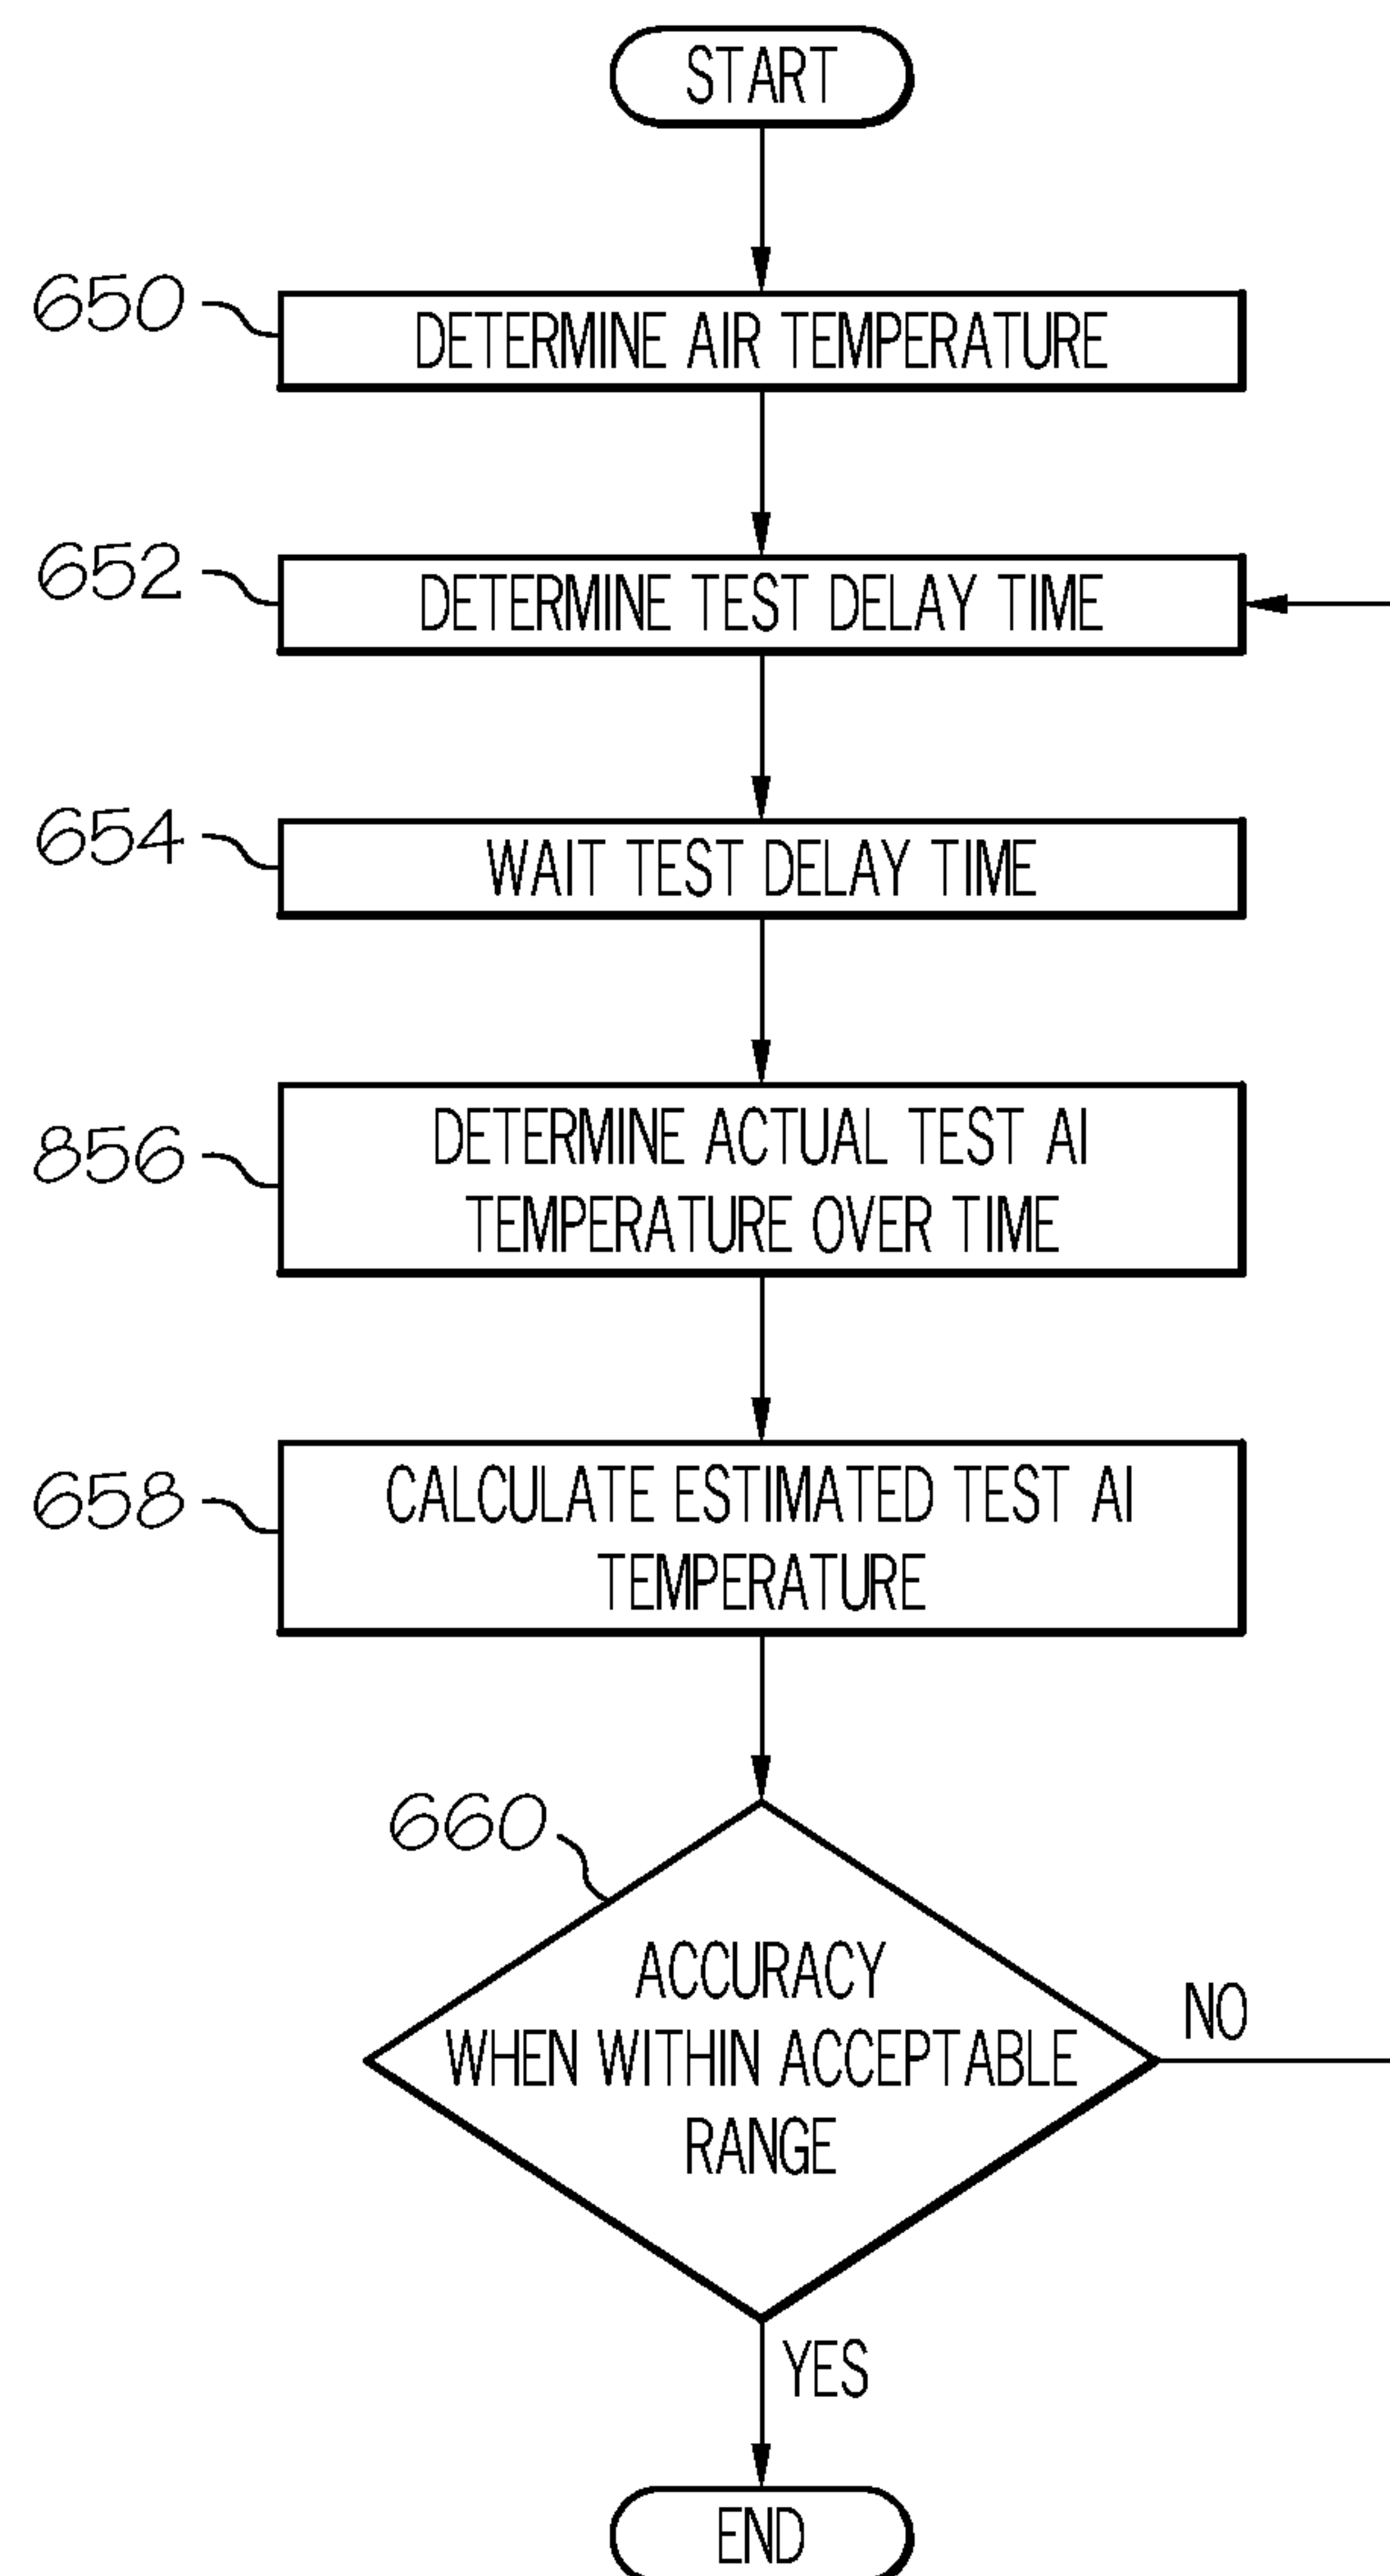 START
650
DETERMINE AIR TEMPERATURE
652
DETERMINE TEST DELAY TIME
654
WAIT TEST DELAY TIME
856
DETERMINE ACTUAL TEST AI
TEMPERATURE OVER TIME
658
CALCULATE ESTIMATED TEST AI
TEMPERATURE
660
ACCURACY
WHEN WITHIN ACCEPTABLE
RANGE
NO
YES
END